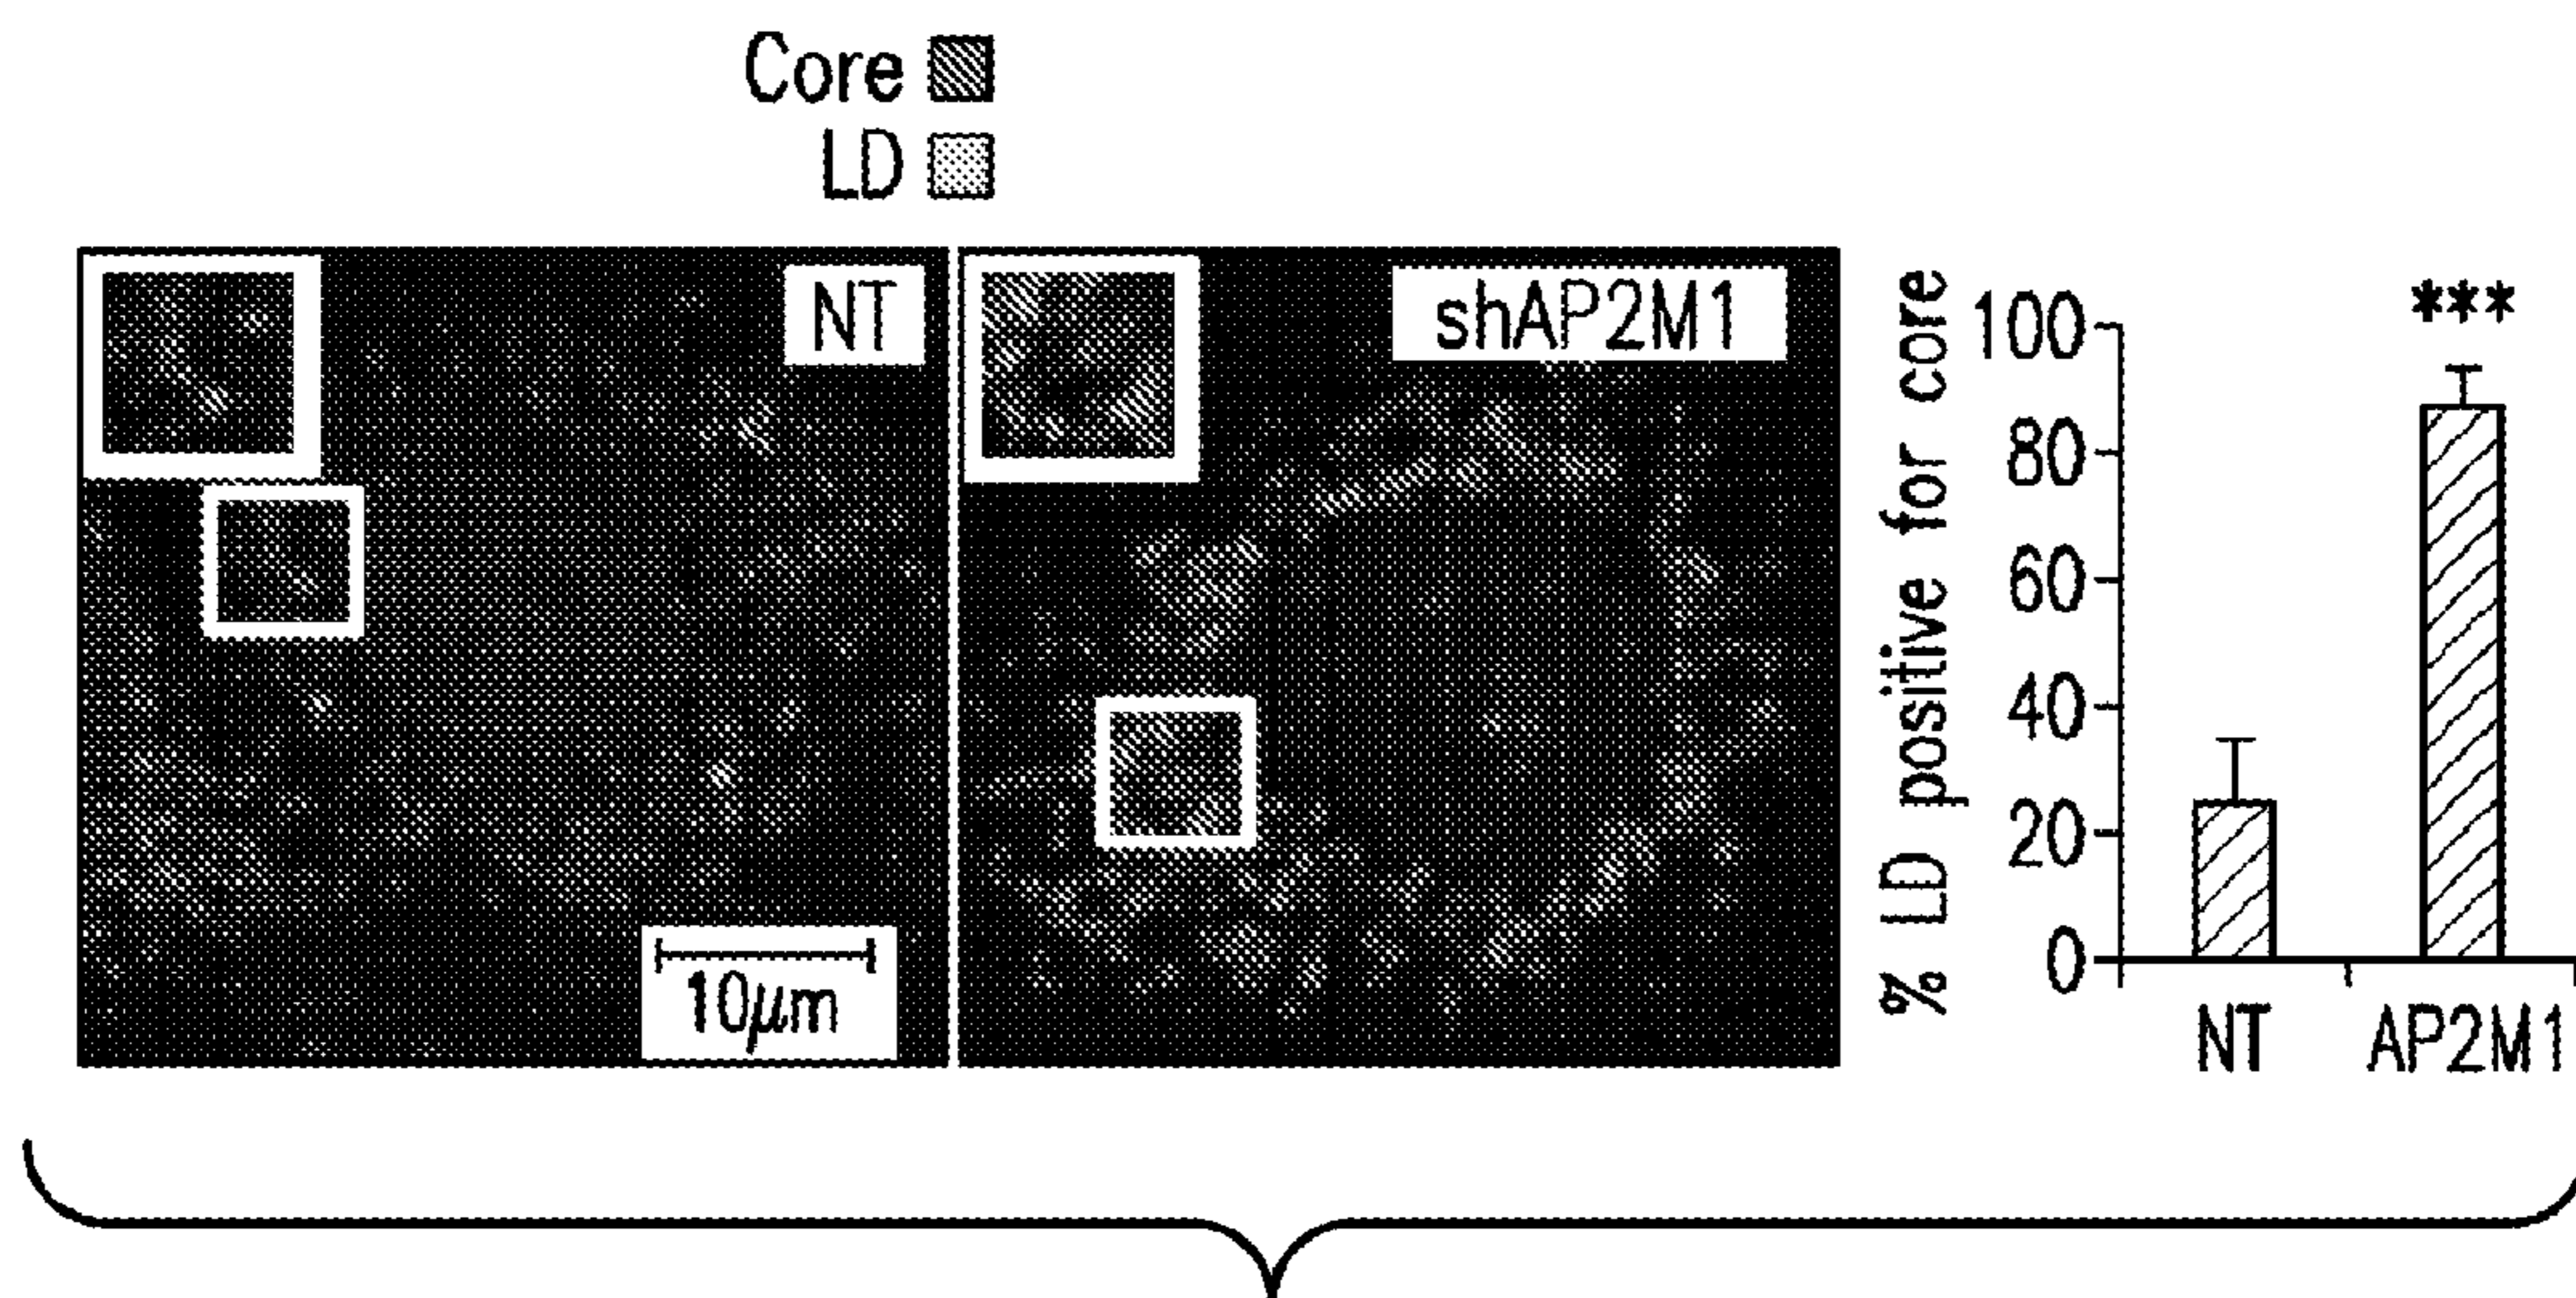 Core
LD
NT
shAP2M1
10μm
% LD positive for core
100
80
60
40
20
0
***
NT
AP2M1